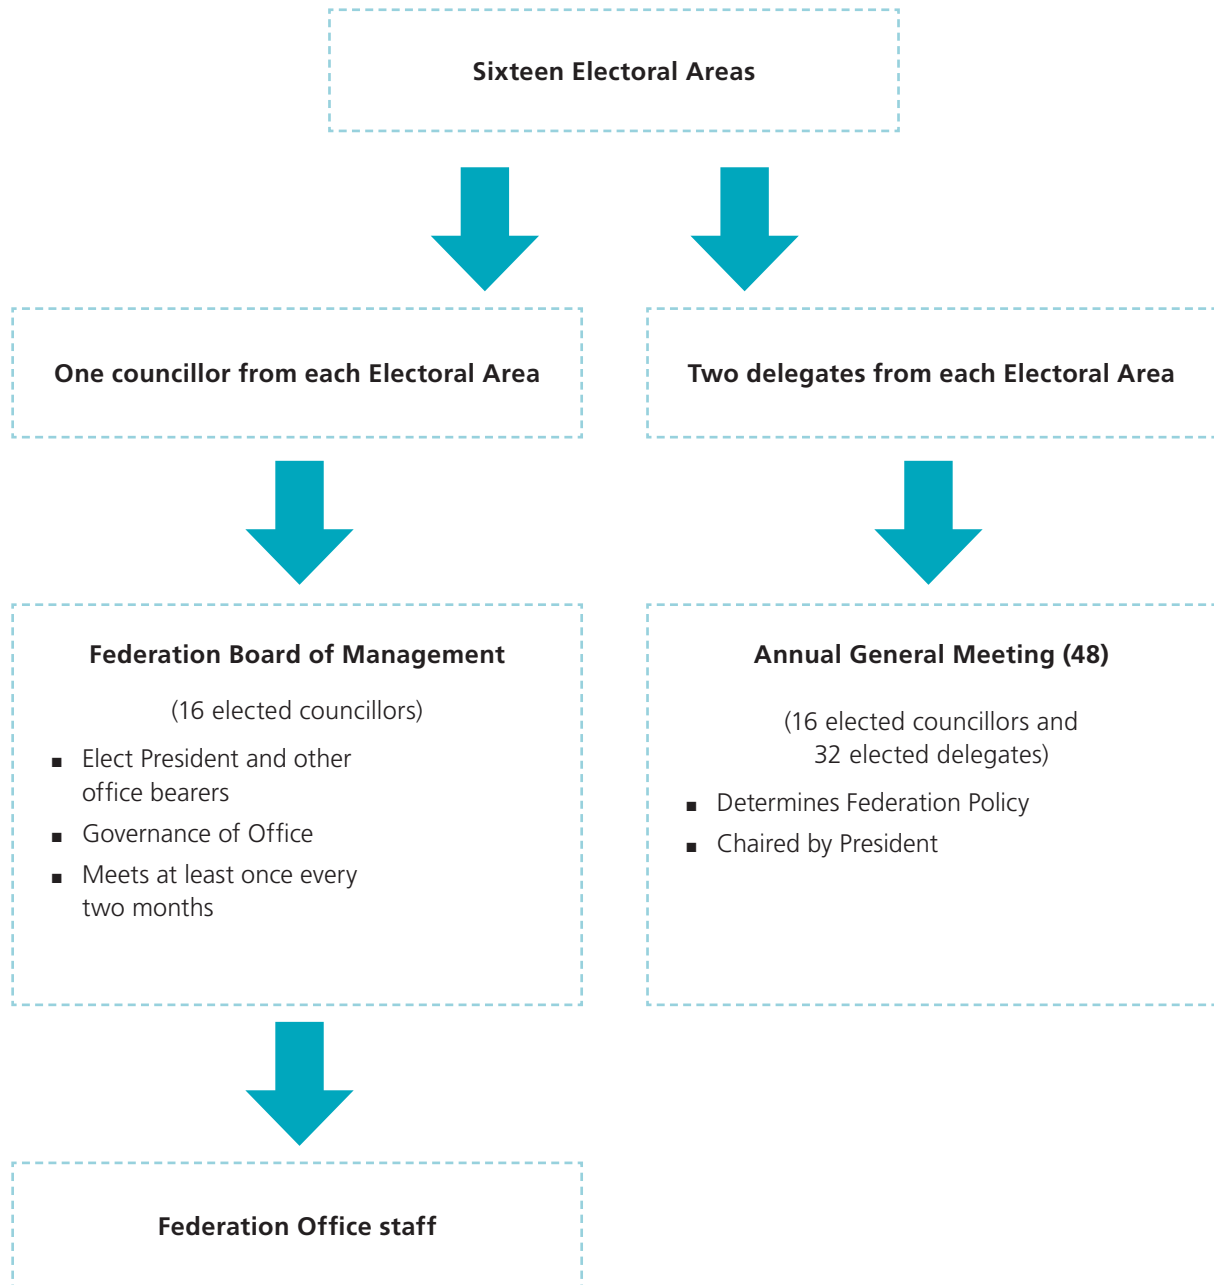 Sixteen Electoral Areas
One councillor from each Electoral Area
Two delegates from each Electoral Area
Federation Board of Management
(16 elected councillors)
▪ Elect President and other
office bearers
▪ Governance of Office
▪ Meets at least once every
two months
Annual General Meeting (48)
(16 elected councillors and
32 elected delegates)
▪ Determines Federation Policy
▪ Chaired by President
Federation Office staff